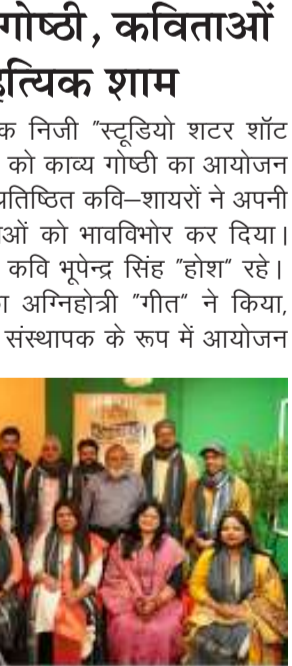 गोष्ठी, कविताओं
त्यिक शाम
क निजी "स्टूडियो शटर शॉट
को काव्य गोष्ठी का आयोजन
प्रतिष्ठित कवि–शायरों ने अपनी
ओं को भावविभोर कर दिया।
कवि भूपेन्द्र सिंह "होश" रहे।
ा अग्निहोत्री "गीत" ने किया,
संस्थापक के रूप में आयोजन